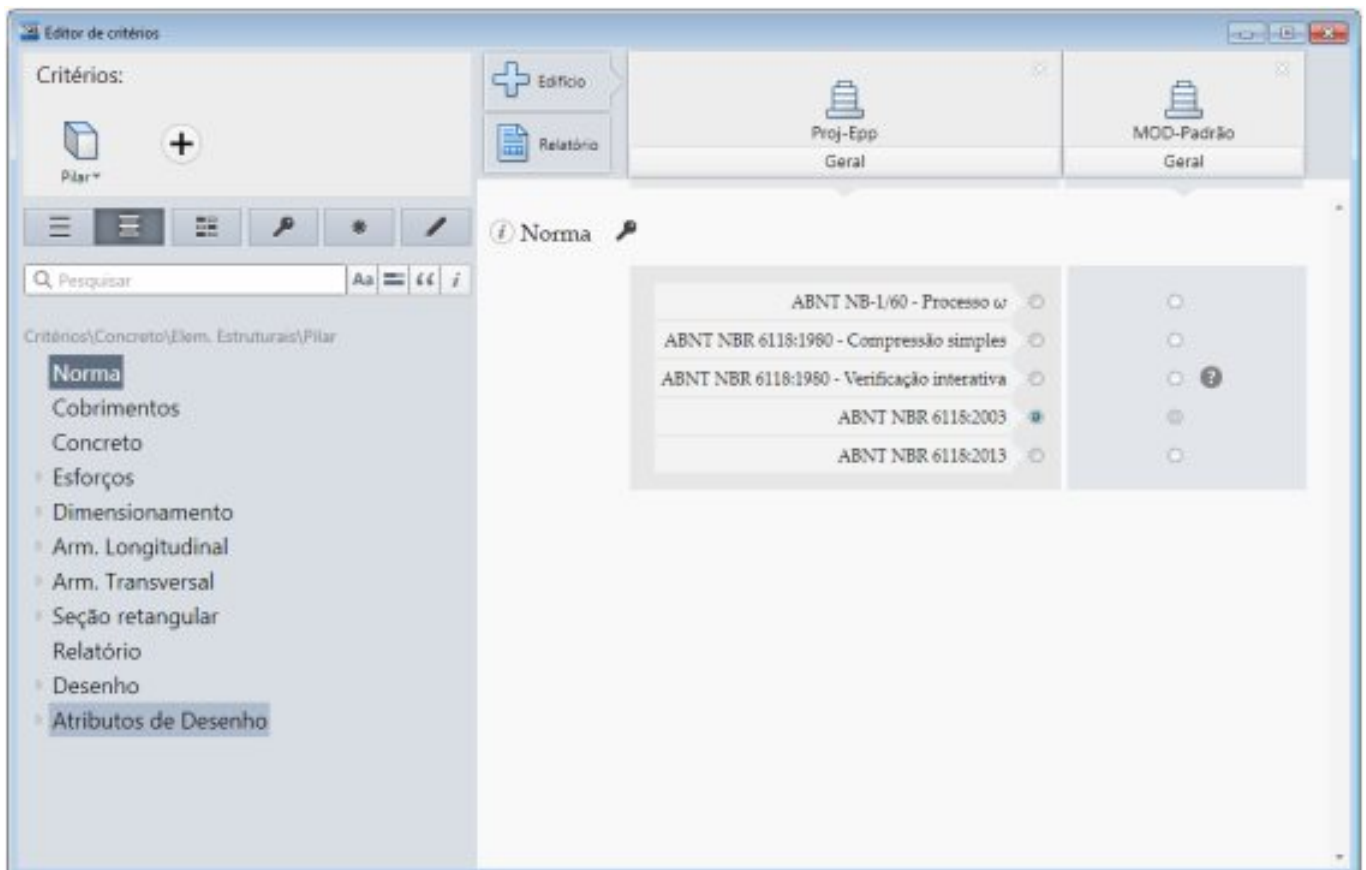 Editor de critérios
Critérios:
Pilar
Edifício
Relatório
Proj-Epp
Geral
MOD-Padrão
Geral
Norma
Pesquisar
Aa
Critérios\Concreto\Elem. Estruturais\Pilar
Norma
Cobrimentos
Concreto
Esforços
Dimensionamento
Arm. Longitudinal
Arm. Transversal
Seção retangular
Relatório
Desenho
Atributos de Desenho
ABNT NB-1/60 - Processo ω
ABNT NBR 6118:1980 - Compressão simples
ABNT NBR 6118:1980 - Verificação interativa
ABNT NBR 6118:2003
ABNT NBR 6118:2013